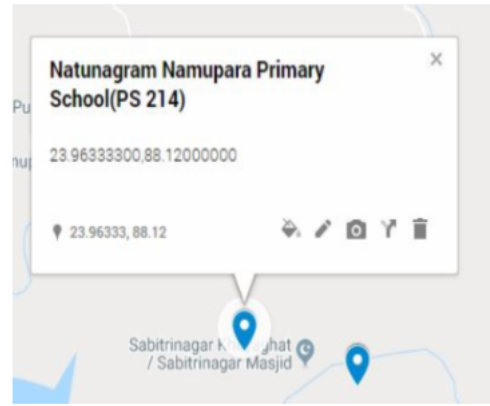 Natunagram Namupara Primary
School(PS 214)
23.96333300,88.12000000
23.96333, 88.12
Sabitrinagar
/ Sabitrinagar Masjid